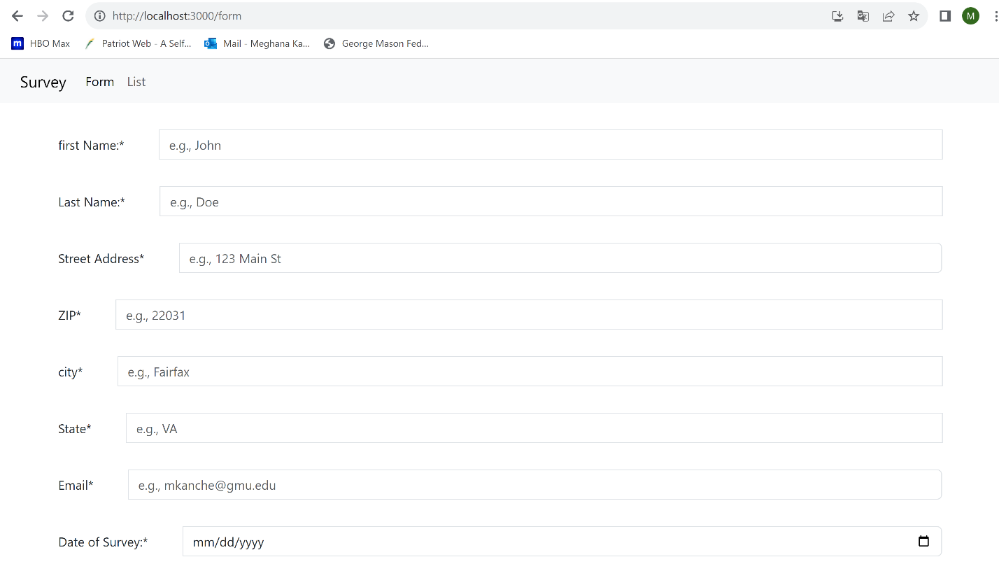 http://localhost:3000/form
M
m HBO Max Patriot Web - A Self... Mail - Meghana Ka... George Mason Fed...
Survey Form List
first Name:* e.g., John
Last Name:* e.g., Doe
Street Address* e.g., 123 Main St
ZIP* e.g., 22031
city* e.g., Fairfax
State* e.g., VA
Email* e.g., mkanche@gmu.edu
Date of Survey:* mm/dd/yyyy